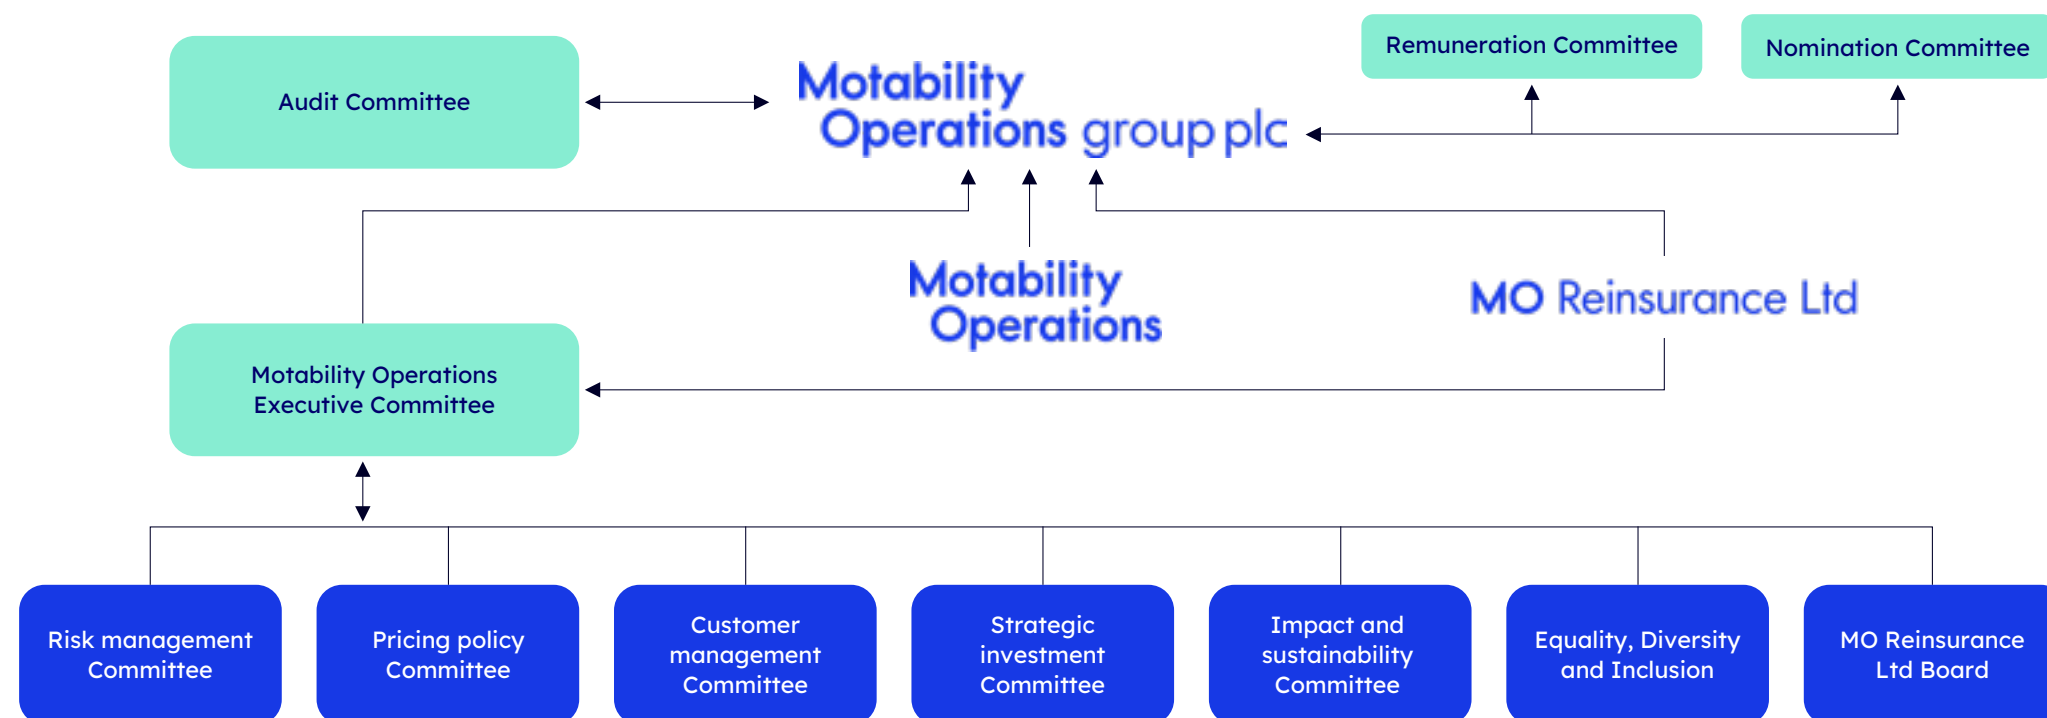 Remuneration Committee
Nomination Committee
Audit Committee
Motability
Operations group plc
Motability
Operations
MO Reinsurance Ltd
Motability Operations
Executive Committee
Risk management
Committee
Pricing policy
Committee
Customer
management
Committee
Strategic
investment
Committee
Impact and
sustainability
Committee
Equality, Diversity
and Inclusion
MO Reinsurance
Ltd Board